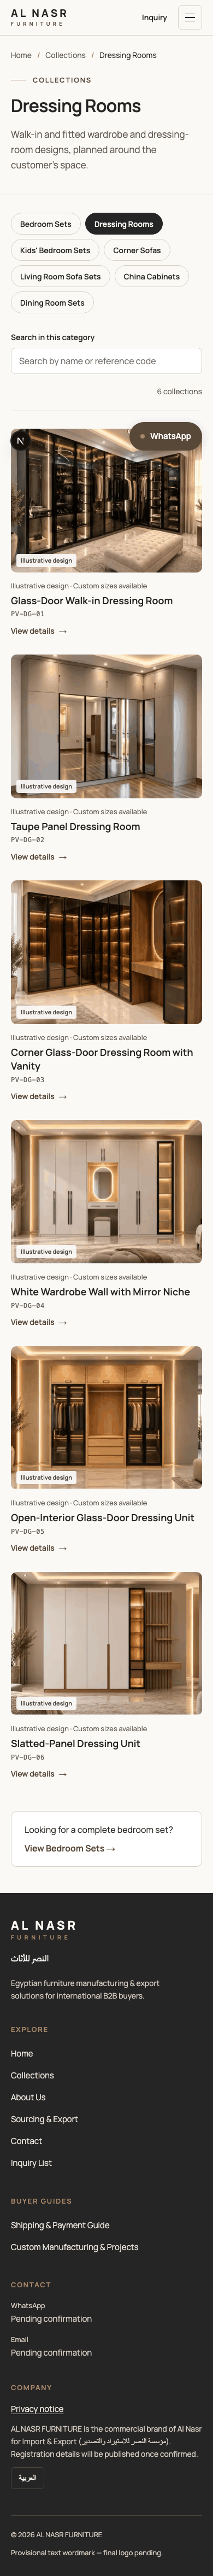 AL NASR
FURNITURE
Inquiry
Home / Collections / Dressing Rooms
COLLECTIONS
Dressing Rooms
Walk-in and fitted wardrobe and dressing-
room designs, planned around the
customer's space.
Bedroom Sets
Dressing Rooms
Kids' Bedroom Sets
Corner Sofas
Living Room Sofa Sets
China Cabinets
Dining Room Sets
Search in this category
Search by name or reference code
6 collections
WhatsApp
N
Illustrative design
Illustrative design · Custom sizes available
Glass-Door Walk-in Dressing Room
PV-DG-01
View details →
Illustrative design
Illustrative design · Custom sizes available
Taupe Panel Dressing Room
PV-DG-02
View details →
Illustrative design
Illustrative design · Custom sizes available
Corner Glass-Door Dressing Room with
Vanity
PV-DG-03
View details →
Illustrative design
Illustrative design · Custom sizes available
White Wardrobe Wall with Mirror Niche
PV-DG-04
View details →
Illustrative design
Illustrative design · Custom sizes available
Open-Interior Glass-Door Dressing Unit
PV-DG-05
View details →
Illustrative design
Illustrative design · Custom sizes available
Slatted-Panel Dressing Unit
PV-DG-06
View details →
Looking for a complete bedroom set?
View Bedroom Sets →
AL NASR
FURNITURE
النصر للأثاث
Egyptian furniture manufacturing & export
solutions for international B2B buyers.
EXPLORE
Home
Collections
About Us
Sourcing & Export
Contact
Inquiry List
BUYER GUIDES
Shipping & Payment Guide
Custom Manufacturing & Projects
CONTACT
WhatsApp
Pending confirmation
Email
Pending confirmation
COMPANY
Privacy notice
AL NASR FURNITURE is the commercial brand of Al Nasr
for Import & Export (مؤسسة النصر للاستيراد والتصدير).
Registration details will be published once confirmed.
العربية
© 2026 AL NASR FURNITURE
Provisional text wordmark — final logo pending.